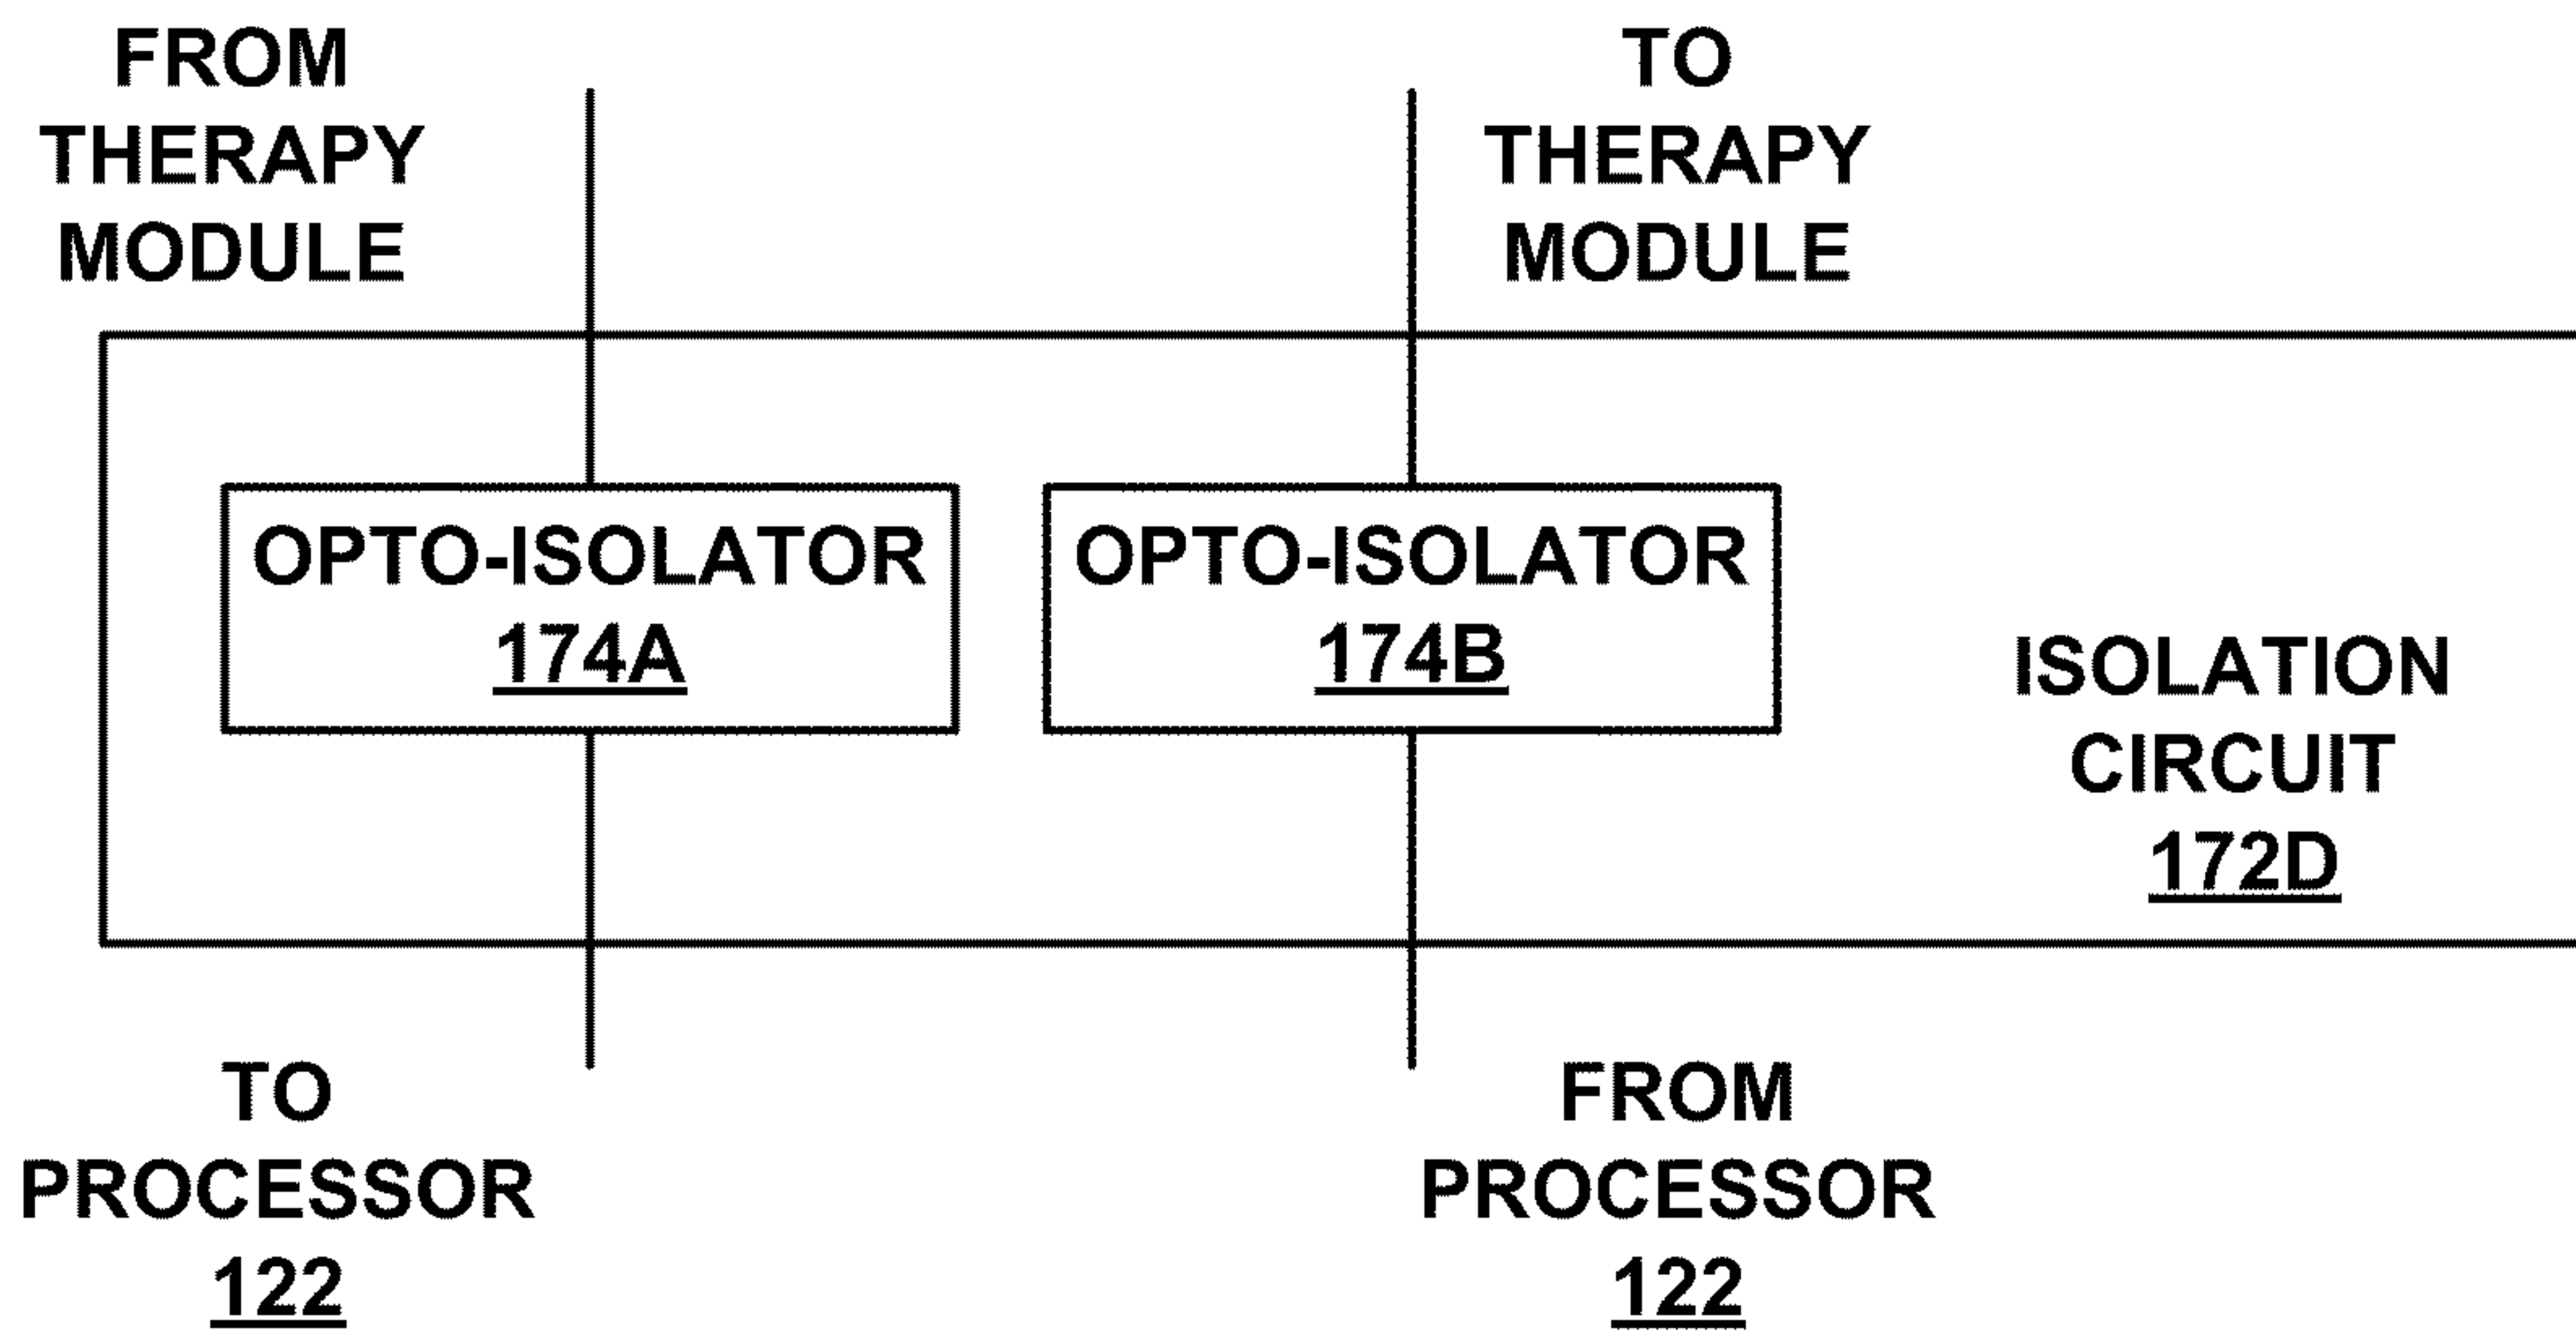 FROM
THERAPY
MODULE
TO
THERAPY
MODULE
OPTO-ISOLATOR
174A
OPTO-ISOLATOR
174B
ISOLATION
CIRCUIT
172D
TO
PROCESSOR
122
FROM
PROCESSOR
122